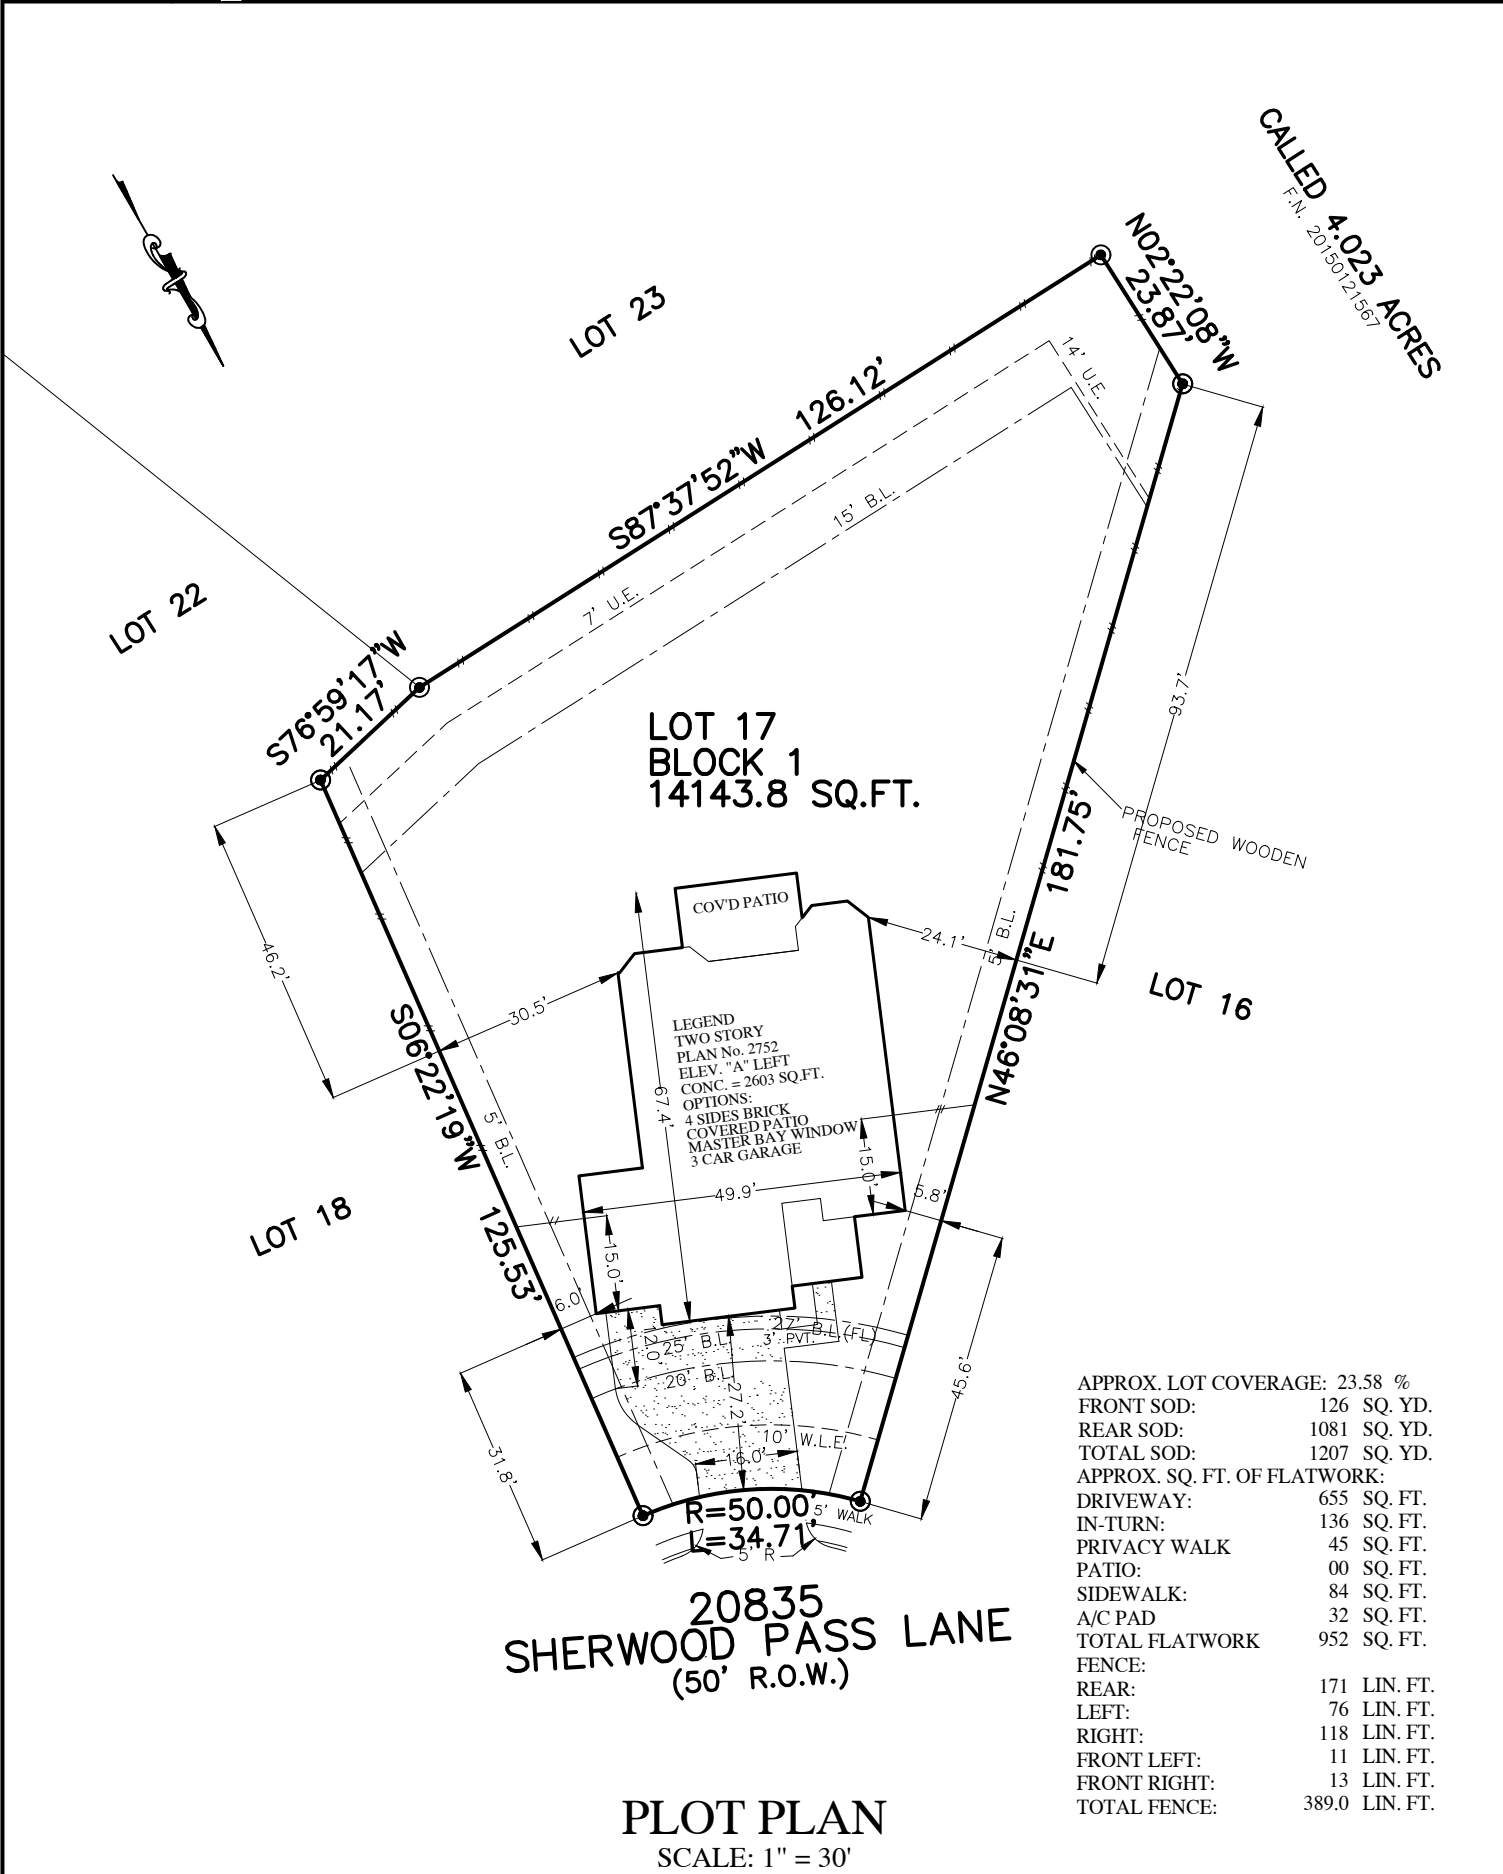 CALLED 4.023 ACRES
F.N. 20150121567
N02°22'08"W
23.87'
LOT 23
126.12'
S87°37'52"W
14' U.E.
15' B.L.
7' U.E.
LOT 22
S76°59'17"W
21.17'
93.7'
LOT 17
BLOCK 1
14143.8 SQ.FT.
PROPOSED WOODEN
FENCE
181.75'
N46°08'31"E
5' B.L.
COV'D PATIO
24.1'
46.2'
30.5'
LOT 16
LEGEND
TWO STORY
PLAN No. 2752
ELEV. "A" LEFT
CONC. = 2603 SQ.FT.
OPTIONS:
4 SIDES BRICK
COVERED PATIO
MASTER BAY WINDOW
3 CAR GARAGE
67.4'
S06°22'19"W
5' B.L.
125.53'
15.0'
49.9'
5.8'
LOT 18
15.0'
6.0'
27' B.L.(FL)
3' PVT.
25' B.L.
12.0'
20' B.L.
27.2'
45.6'
10' W.L.E.
16.0'
31.8'
R=50.00'
L=34.71'
5' WALK
5' R
20835
SHERWOOD PASS LANE
(50' R.O.W.)
APPROX. LOT COVERAGE: 23.58 %
FRONT SOD: 126 SQ. YD.
REAR SOD: 1081 SQ. YD.
TOTAL SOD: 1207 SQ. YD.
APPROX. SQ. FT. OF FLATWORK:
DRIVEWAY: 655 SQ. FT.
IN-TURN: 136 SQ. FT.
PRIVACY WALK 45 SQ. FT.
PATIO: 00 SQ. FT.
SIDEWALK: 84 SQ. FT.
A/C PAD 32 SQ. FT.
TOTAL FLATWORK 952 SQ. FT.
FENCE:
REAR: 171 LIN. FT.
LEFT: 76 LIN. FT.
RIGHT: 118 LIN. FT.
FRONT LEFT: 11 LIN. FT.
FRONT RIGHT: 13 LIN. FT.
TOTAL FENCE: 389.0 LIN. FT.
PLOT PLAN
SCALE: 1" = 30'